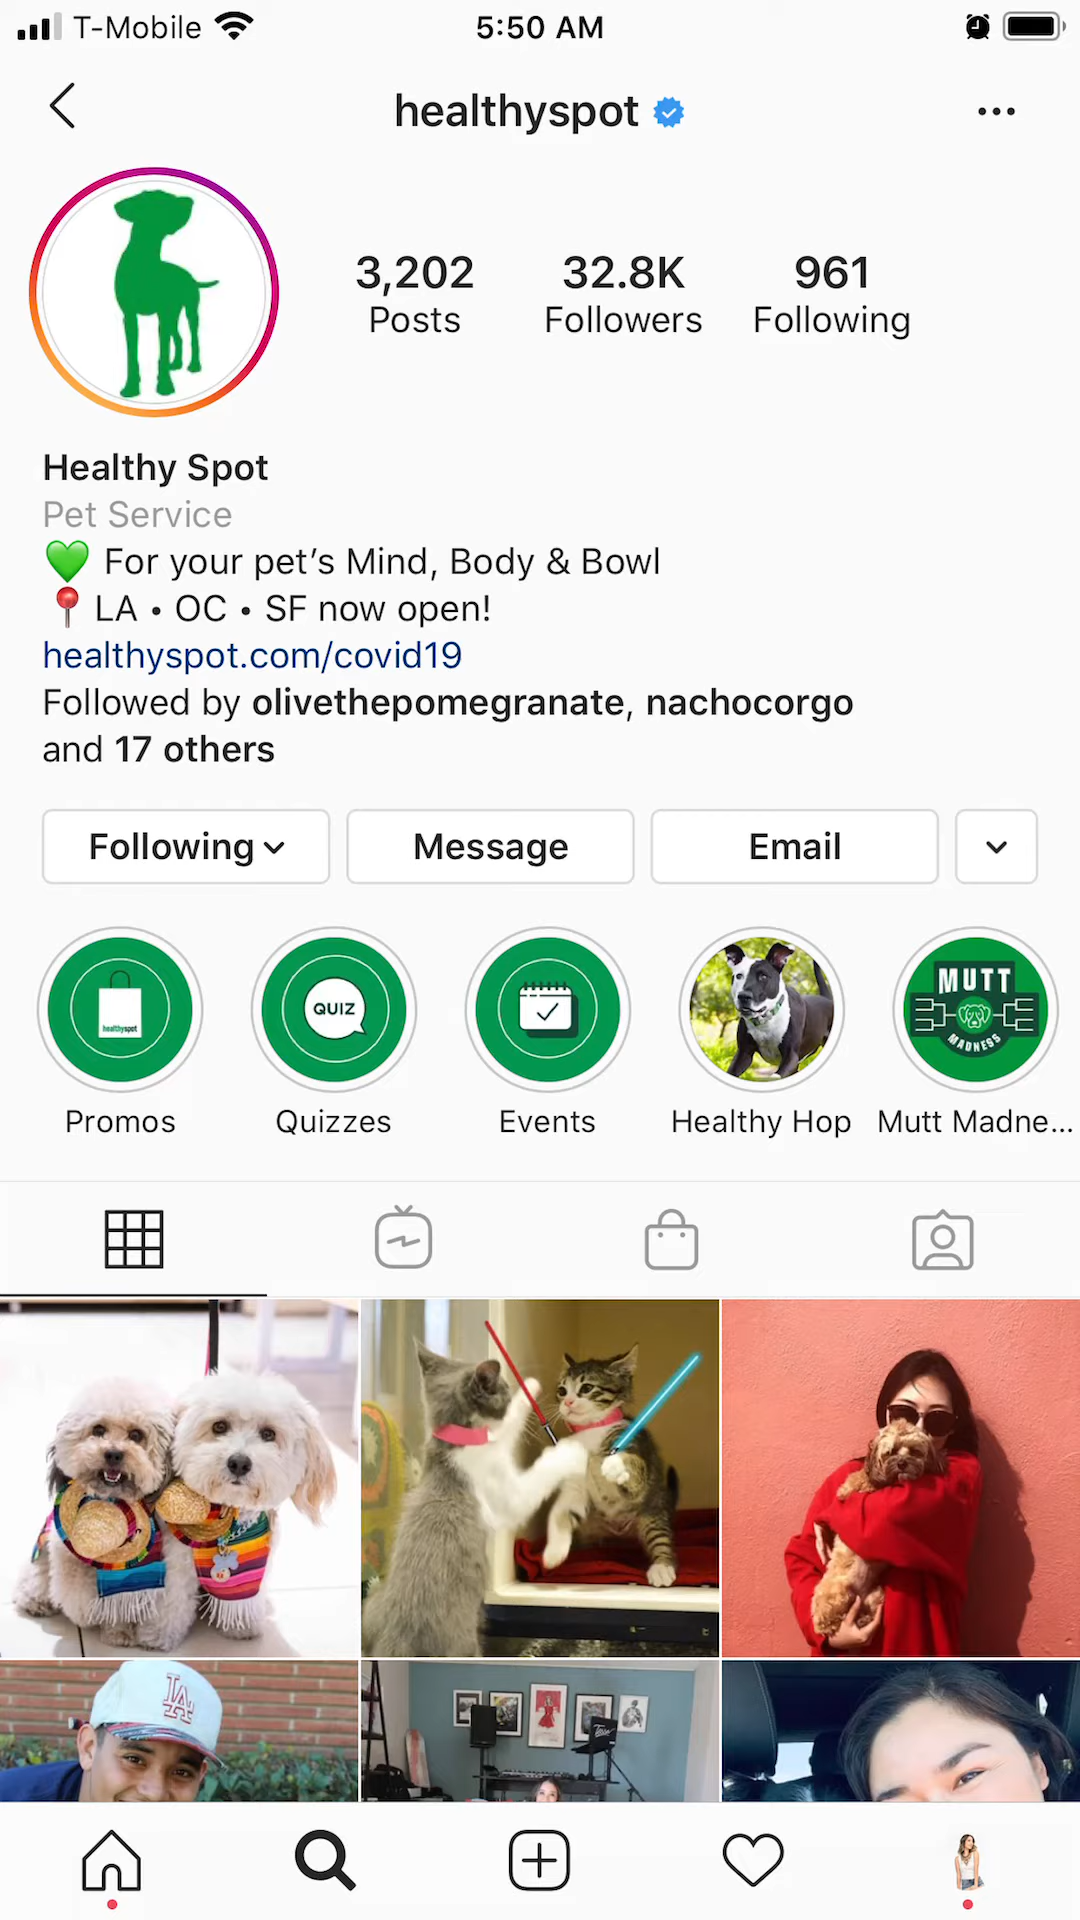 T-Mobile 5:50 AM
healthyspot
3,202 32.8K 961
Posts Followers Following
Healthy Spot
Pet Service
💚 For your pet’s Mind, Body & Bowl
📍 LA • OC • SF now open!
healthyspot.com/covid19
Followed by olivethepomegranate, nachocorgo
and 17 others
Following Message Email
healthyspot
QUIZ
MUTT
MADNESS
Promos Quizzes Events Healthy Hop Mutt Madne...
LA